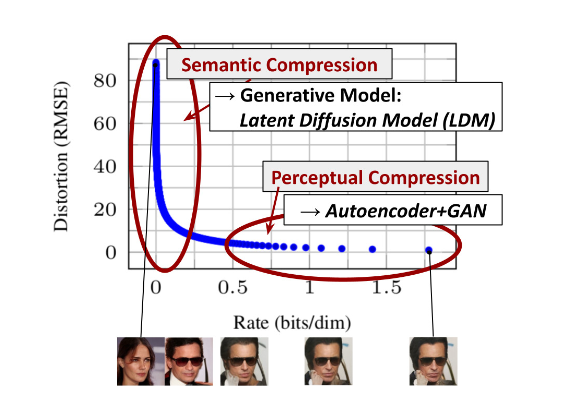 Semantic Compression
→ Generative Model:
Latent Diffusion Model (LDM)
Perceptual Compression
→ Autoencoder+GAN
Distortion (RMSE)
80
60
40
20
0
0
0.5
1
1.5
Rate (bits/dim)